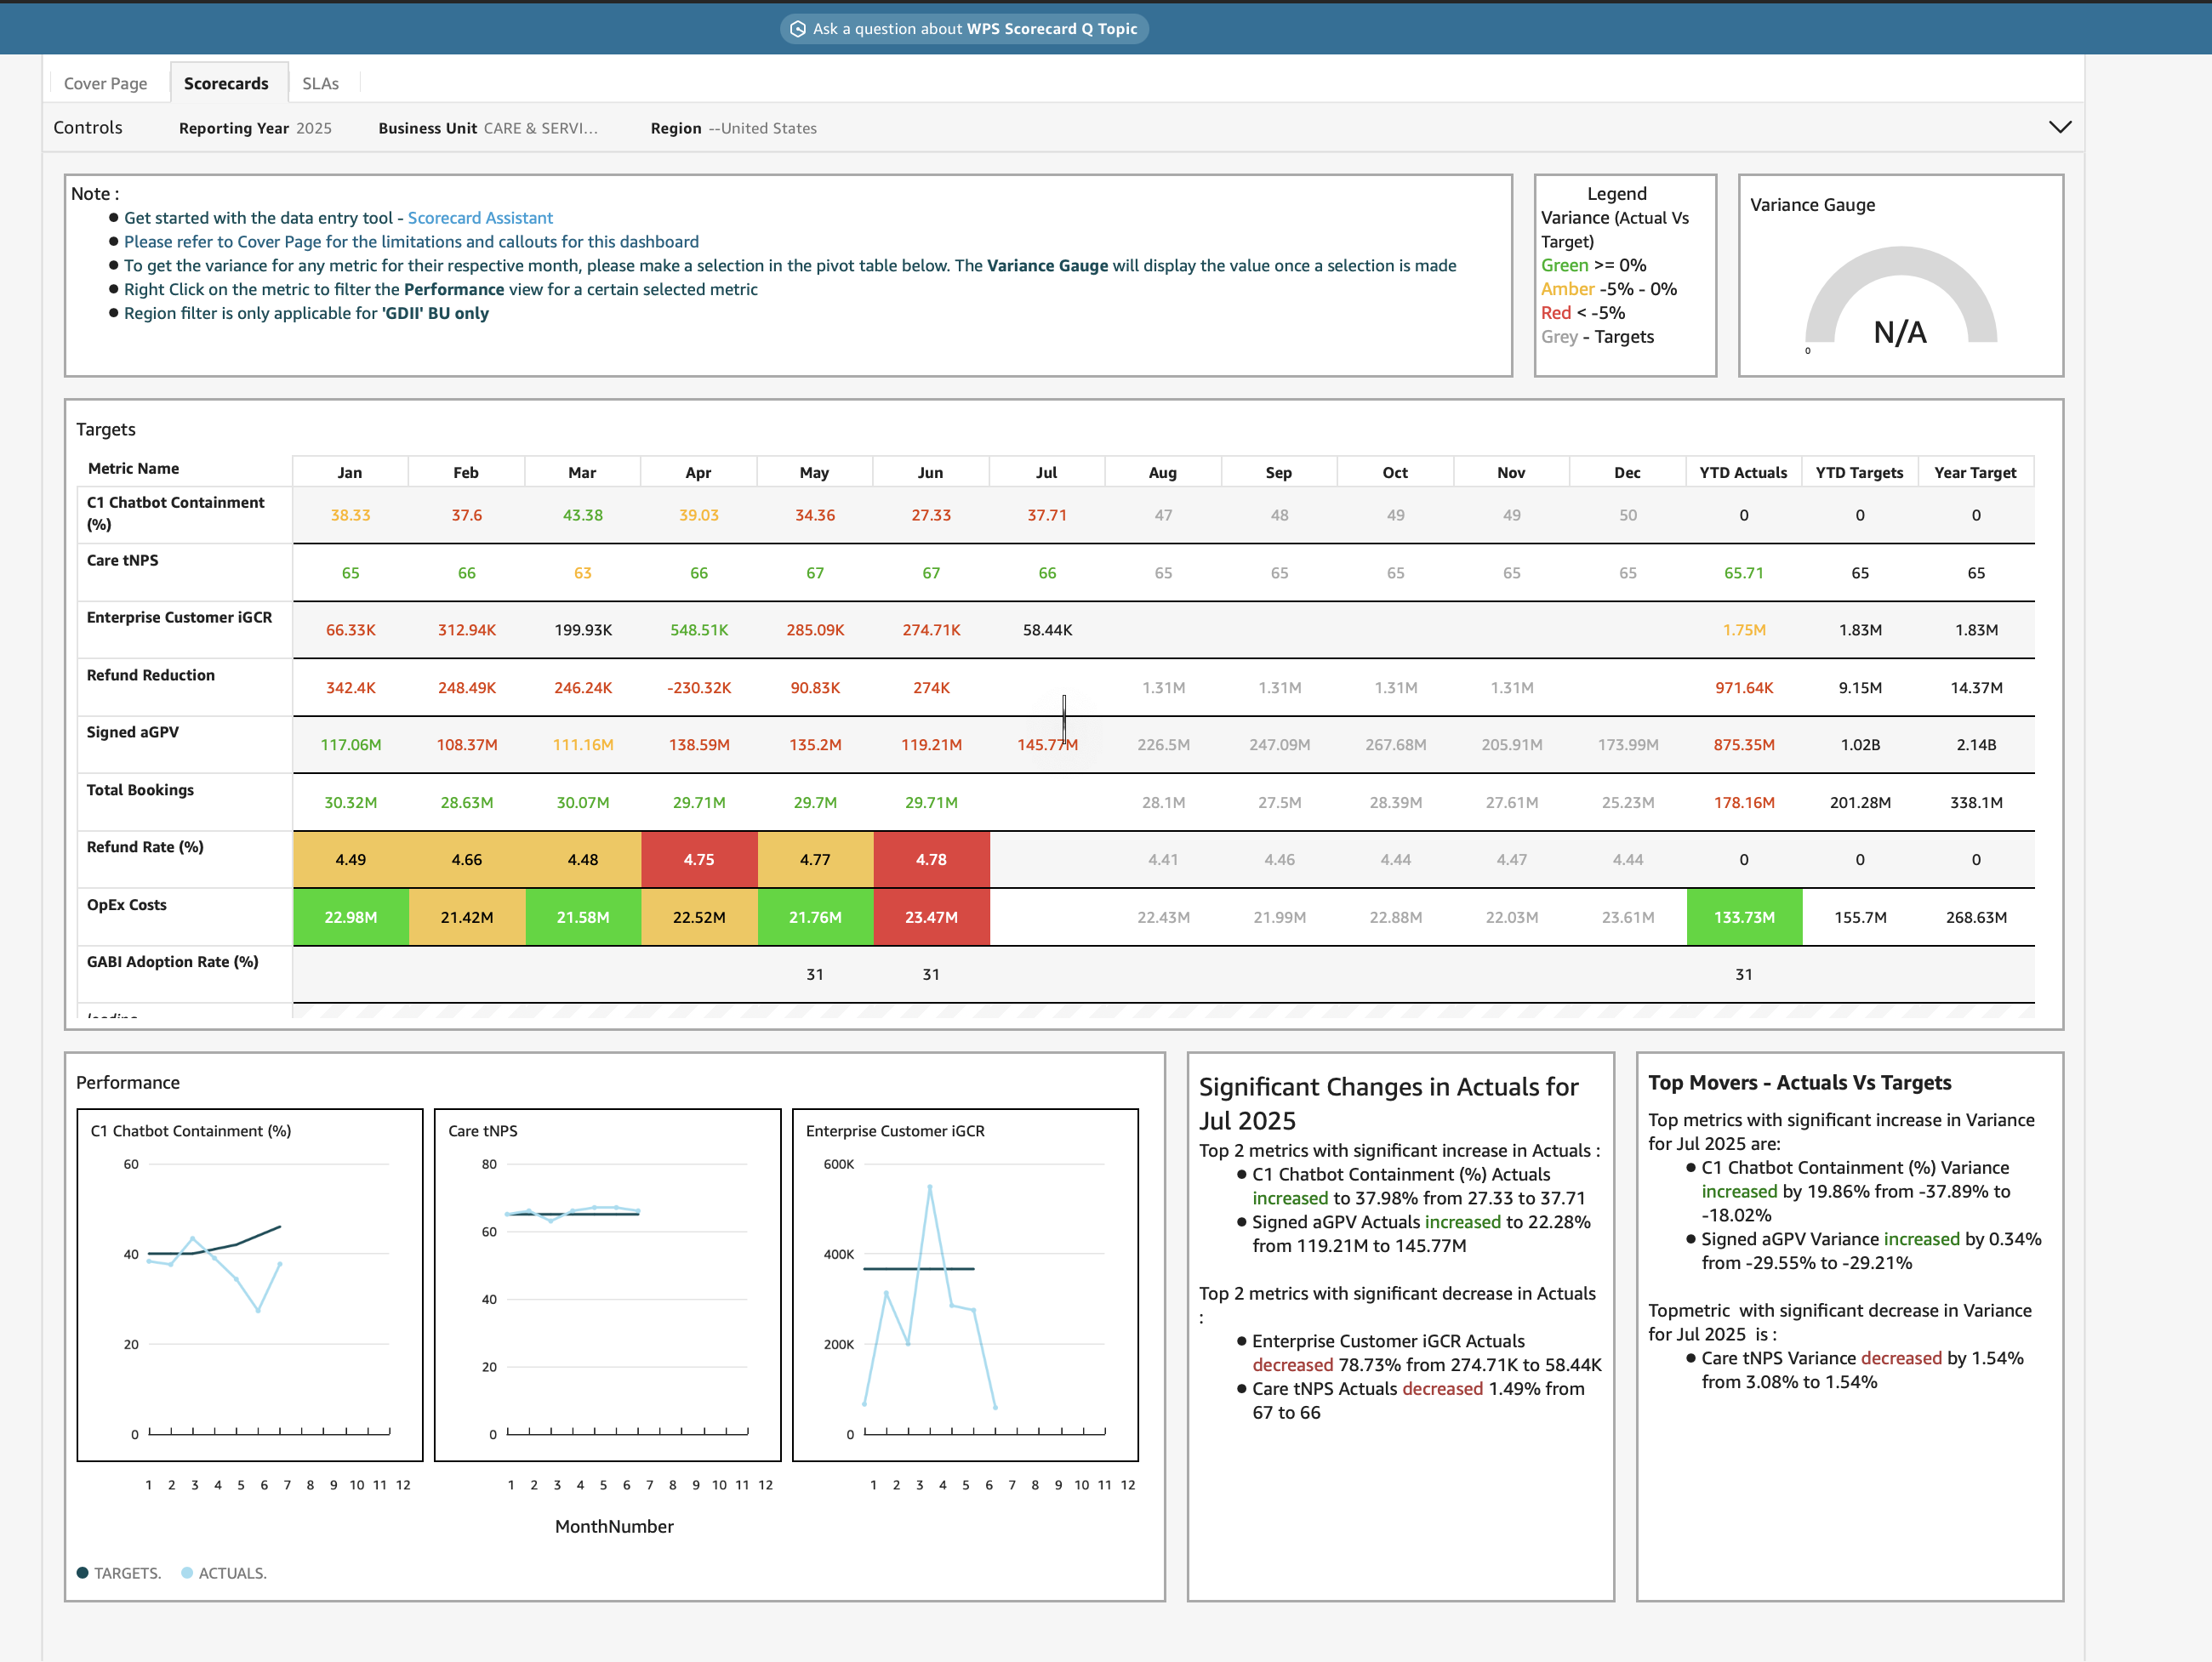 Ask a question about WPS Scorecard Q Topic
Cover Page Scorecards SLAs
Controls Reporting Year 2025 Business Unit CARE & SERVI... Region --United States
Note :
● Get started with the data entry tool - Scorecard Assistant
● Please refer to Cover Page for the limitations and callouts for this dashboard
● To get the variance for any metric for their respective month, please make a selection in the pivot table below. The Variance Gauge will display the value once a selection is made
● Right Click on the metric to filter the Performance view for a certain selected metric
● Region filter is only applicable for 'GDII' BU only
Legend
Variance (Actual Vs
Target)
Green >= 0%
Amber -5% - 0%
Red < -5%
Grey - Targets
Variance Gauge
N/A
0
Targets
Metric Name Jan Feb Mar Apr May Jun Jul Aug Sep Oct Nov Dec YTD Actuals YTD Targets Year Target
C1 Chatbot Containment
(%)
38.33 37.6 43.38 39.03 34.36 27.33 37.71 47 48 49 49 50 0 0 0
Care tNPS
65 66 63 66 67 67 66 65 65 65 65 65 65.71 65 65
Enterprise Customer iGCR
66.33K 312.94K 199.93K 548.51K 285.09K 274.71K 58.44K 1.75M 1.83M 1.83M
Refund Reduction
342.4K 248.49K 246.24K -230.32K 90.83K 274K 1.31M 1.31M 1.31M 1.31M 971.64K 9.15M 14.37M
Signed aGPV
117.06M 108.37M 111.16M 138.59M 135.2M 119.21M 145.77M 226.5M 247.09M 267.68M 205.91M 173.99M 875.35M 1.02B 2.14B
Total Bookings
30.32M 28.63M 30.07M 29.71M 29.7M 29.71M 28.1M 27.5M 28.39M 27.61M 25.23M 178.16M 201.28M 338.1M
Refund Rate (%)
4.49 4.66 4.48 4.75 4.77 4.78 4.41 4.46 4.44 4.47 4.44 0 0 0
OpEx Costs
22.98M 21.42M 21.58M 22.52M 21.76M 23.47M 22.43M 21.99M 22.88M 22.03M 23.61M 133.73M 155.7M 268.63M
GABI Adoption Rate (%)
31 31 31
Performance
C1 Chatbot Containment (%)
60
40
20
0
1 2 3 4 5 6 7 8 9 10 11 12
Care tNPS
80
60
40
20
0
1 2 3 4 5 6 7 8 9 10 11 12
Enterprise Customer iGCR
600K
400K
200K
0
1 2 3 4 5 6 7 8 9 10 11 12
MonthNumber
TARGETS. ACTUALS.
Significant Changes in Actuals for
Jul 2025
Top 2 metrics with significant increase in Actuals :
● C1 Chatbot Containment (%) Actuals
increased to 37.98% from 27.33 to 37.71
● Signed aGPV Actuals increased to 22.28%
from 119.21M to 145.77M
Top 2 metrics with significant decrease in Actuals
:
● Enterprise Customer iGCR Actuals
decreased 78.73% from 274.71K to 58.44K
● Care tNPS Actuals decreased 1.49% from
67 to 66
Top Movers - Actuals Vs Targets
Top metrics with significant increase in Variance
for Jul 2025 are:
● C1 Chatbot Containment (%) Variance
increased by 19.86% from -37.89% to
-18.02%
● Signed aGPV Variance increased by 0.34%
from -29.55% to -29.21%
Topmetric with significant decrease in Variance
for Jul 2025 is :
● Care tNPS Variance decreased by 1.54%
from 3.08% to 1.54%